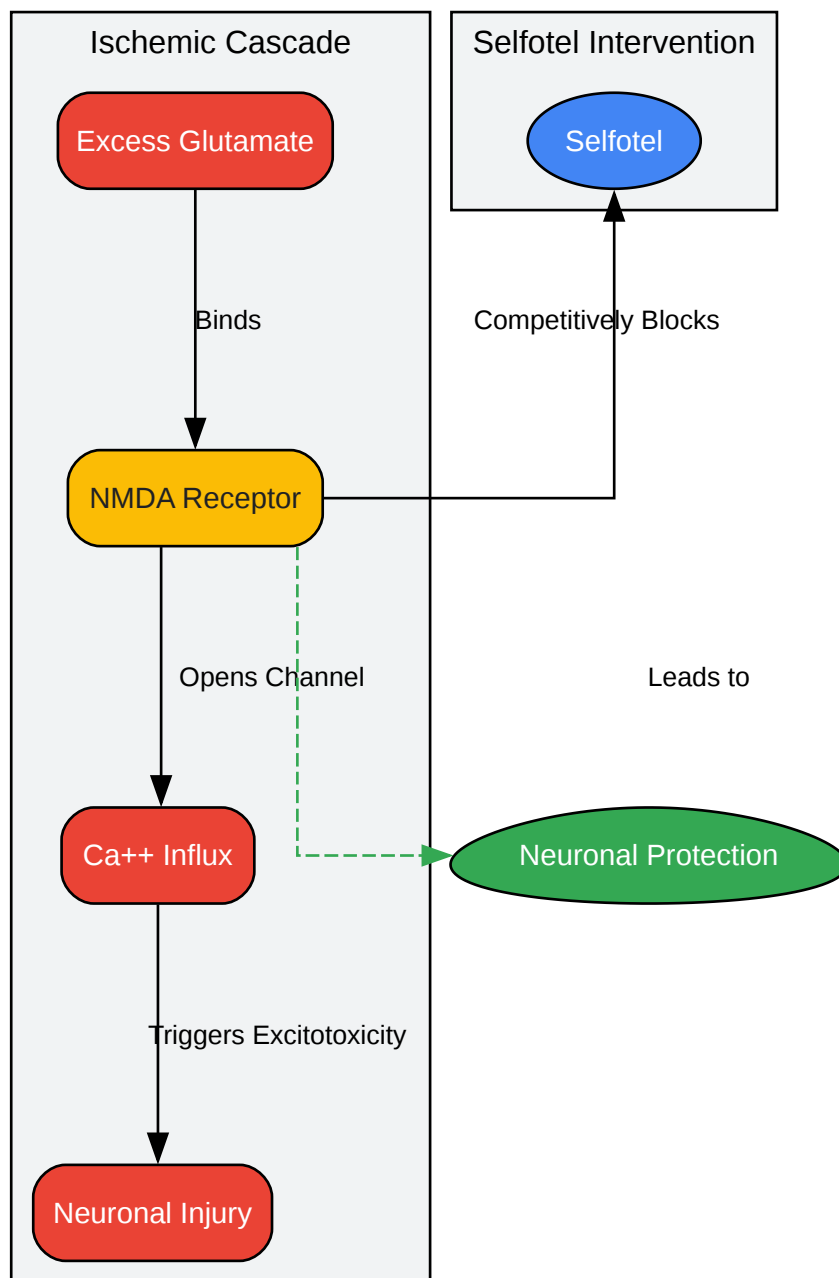 Ischemic Cascade
Selfotel Intervention
Excess Glutamate
Selfotel
Binds
Competitively Blocks
NMDA Receptor
Opens Channel
Leads to
Ca++ Influx
Neuronal Protection
Triggers Excitotoxicity
Neuronal Injury